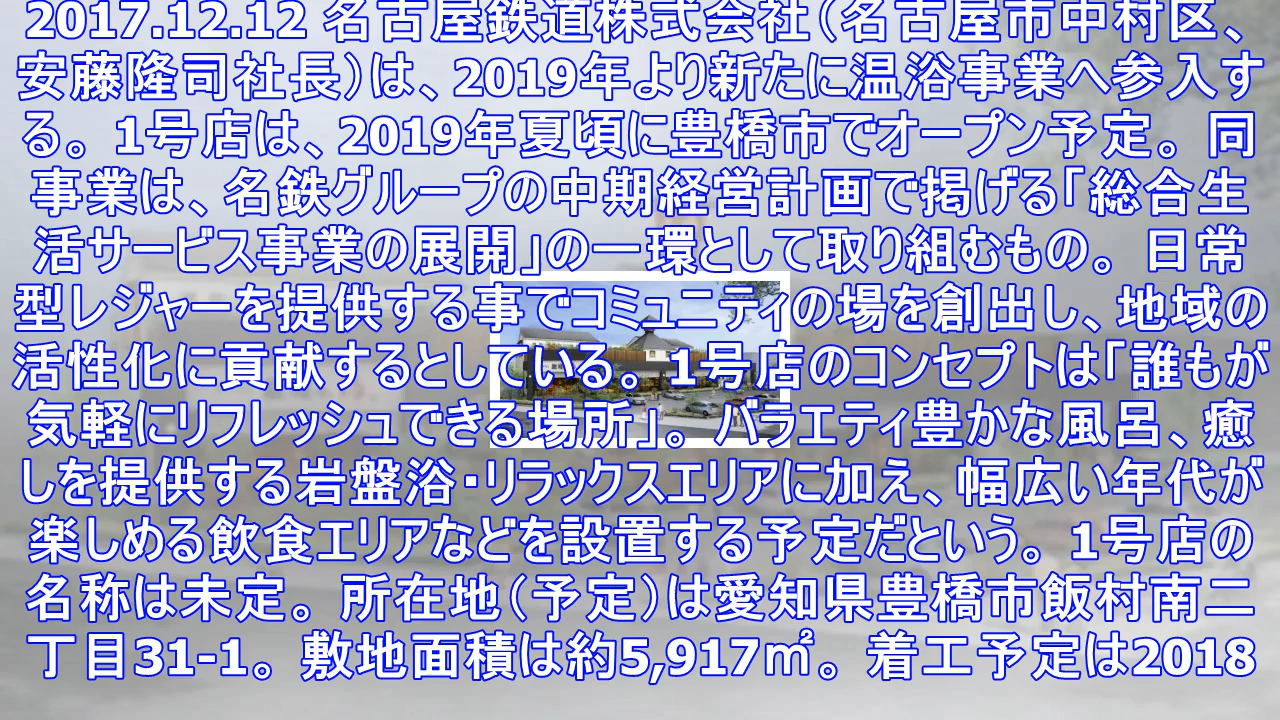 2017.12.12 名古屋鉄道株式会社（名古屋市中村区、
安藤隆司社長）は、2019年より新たに温浴事業へ参入す
る。1号店は、2019年夏頃に豊橋市でオープン予定。同
事業は、名鉄グループの中期経営計画で掲げる「総合生
活サービス事業の展開」の一環として取り組むもの。日常
型レジャーを提供する事でコミュニティの場を創出し、地域の
活性化に貢献するとしている。1号店のコンセプトは「誰もが
気軽にリフレッシュできる場所」。バラエティ豊かな風呂、癒
しを提供する岩盤浴・リラックスエリアに加え、幅広い年代が
楽しめる飲食エリアなどを設置する予定だという。1号店の
名称は未定。所在地（予定）は愛知県豊橋市飯村南二
丁目31-1。敷地面積は約5,917㎡。着工予定は2018